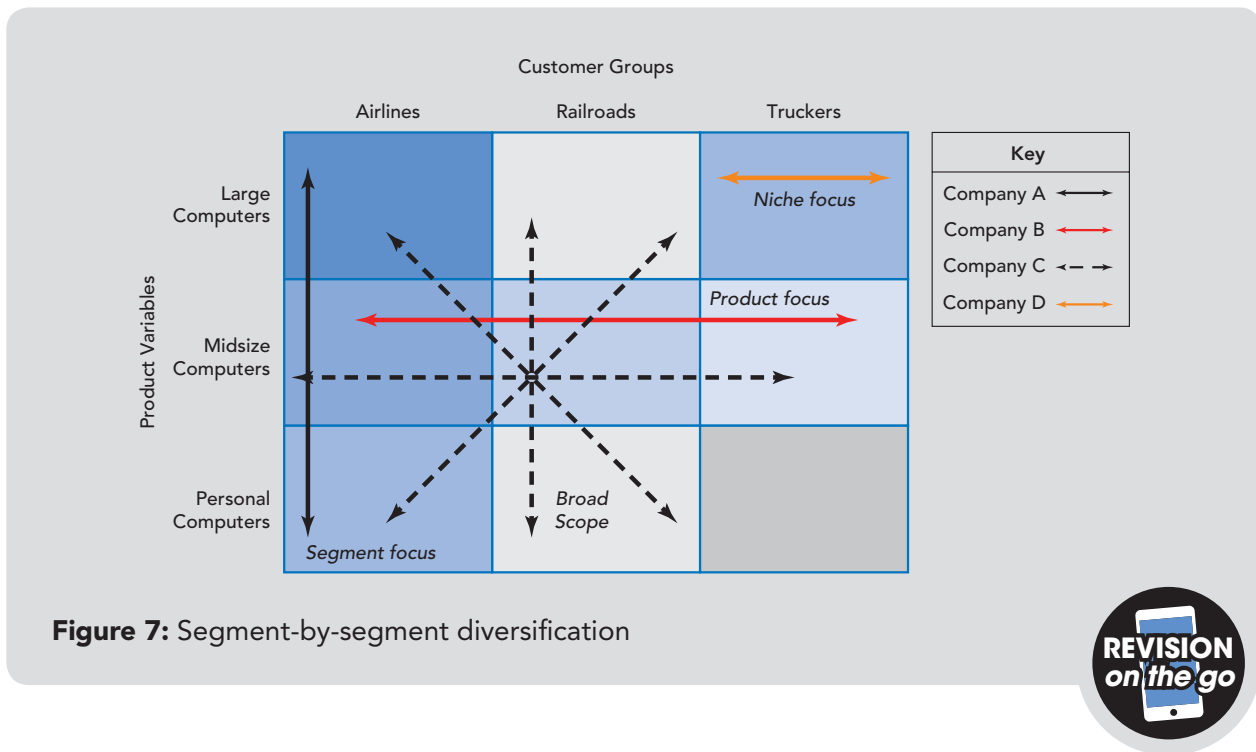 Customer Groups
Airlines
Railroads
Truckers
Product Variables
Large
Computers
Midsize
Computers
Personal
Computers
Niche focus
Product focus
Broad
Scope
Segment focus
Key
Company A
Company B
Company C
Company D
Figure 7: Segment-by-segment diversification
REVISION
on the go